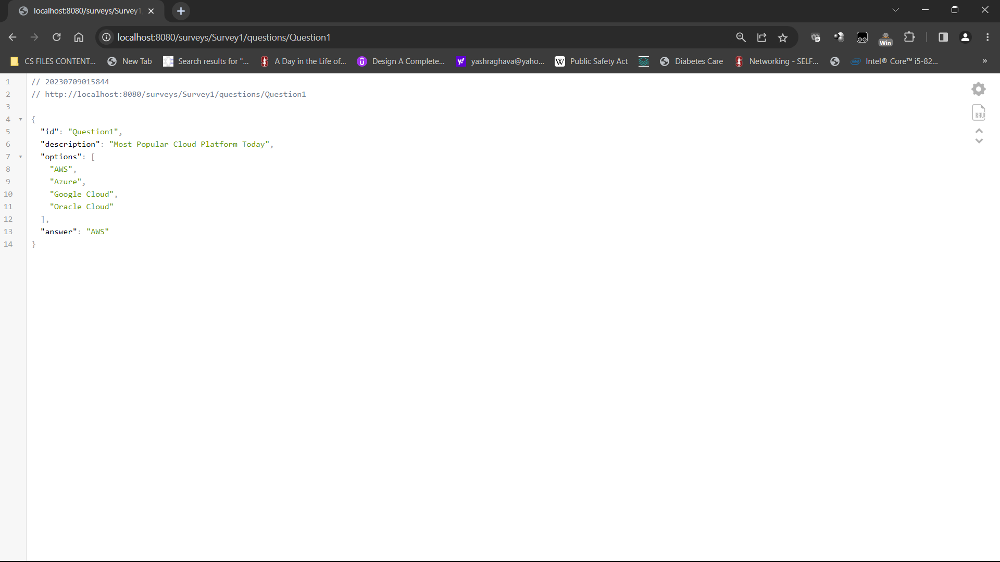 localhost:8080/surveys/Survey1
localhost:8080/surveys/Survey1/questions/Question1
Win
CS FILES CONTENT...
New Tab
Search results for "...
A Day in the Life of...
Design A Complete...
yashraghava@yaho...
Public Safety Act
Diabetes Care
Networking - SELF...
intel
Intel® Core™ i5-82...
»
1 // 20230709015844
2 // http://localhost:8080/surveys/Survey1/questions/Question1
3
4 {
5 "id": "Question1",
6 "description": "Most Popular Cloud Platform Today",
7 "options": [
8 "AWS",
9 "Azure",
10 "Google Cloud",
11 "Oracle Cloud"
12 ],
13 "answer": "AWS"
14 }
RAW